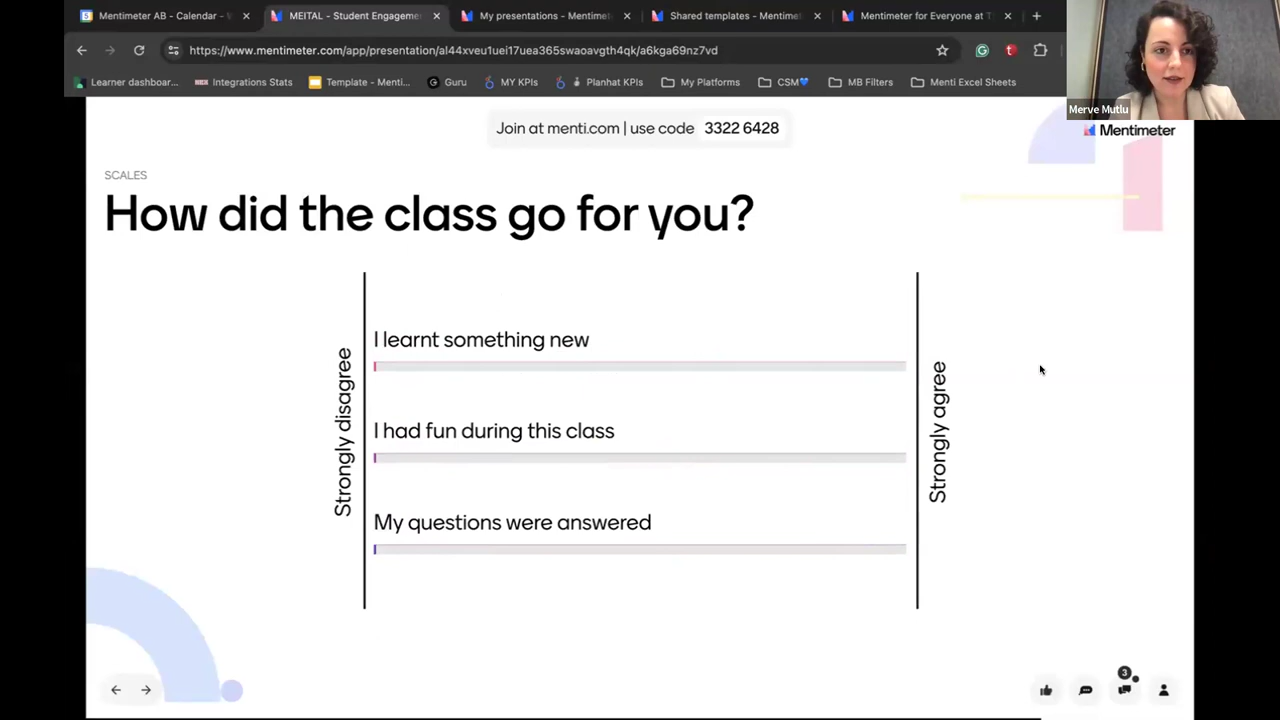 Mentimeter AB - Calendar - W
MEITAL - Student Engageme
My presentations - Mentimet
Shared templates - Mentime
Mentimeter for Everyone at T
https://www.mentimeter.com/app/presentation/al44xveu1uei17uea365swaoavgth4qk/a6kga69nz7vd
Learner dashboar...
Integrations Stats
Template - Menti...
Guru
MY KPIs
Planhat KPIs
My Platforms
CSM
MB Filters
Menti Excel Sheets
Merve Mutlu
Join at menti.com | use code 3322 6428
Mentimeter
SCALES
How did the class go for you?
Strongly disagree
I learnt something new
I had fun during this class
My questions were answered
Strongly agree
3